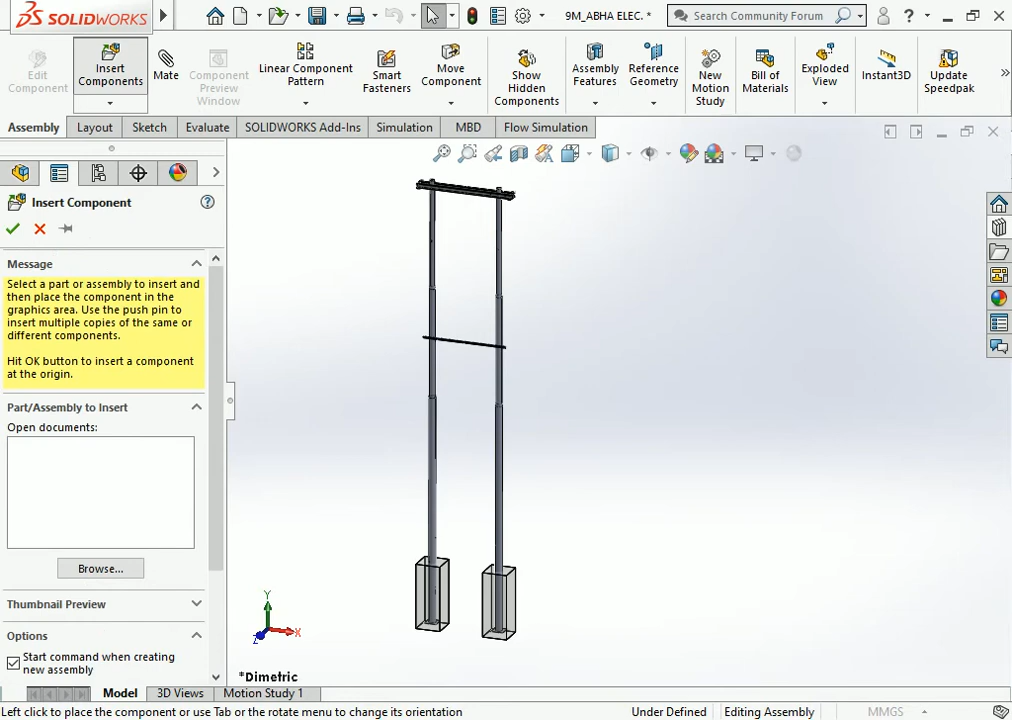 SOLIDWORKS
9M_ABHA ELEC. *
Search Community Forum
?
Edit Component
Insert Components
Mate
Component Preview Window
Linear Component Pattern
Smart Fasteners
Move Component
Show Hidden Components
Assembly Features
Reference Geometry
New Motion Study
Bill of Materials
Exploded View
Instant3D
Update Speedpak
Assembly
Layout
Sketch
Evaluate
SOLIDWORKS Add-Ins
Simulation
MBD
Flow Simulation
Insert Component
Message
Select a part or assembly to insert and
then place the component in the
graphics area. Use the push pin to
insert multiple copies of the same or
different components.
Hit OK button to insert a component
at the origin.
Part/Assembly to Insert
Open documents:
Browse...
Thumbnail Preview
Options
Start command when creating
new assembly
Y
X
Z
*Dimetric
Model
3D Views
Motion Study 1
Left click to place the component or use Tab or the rotate menu to change its orientation
Under Defined
Editing Assembly
MMGS